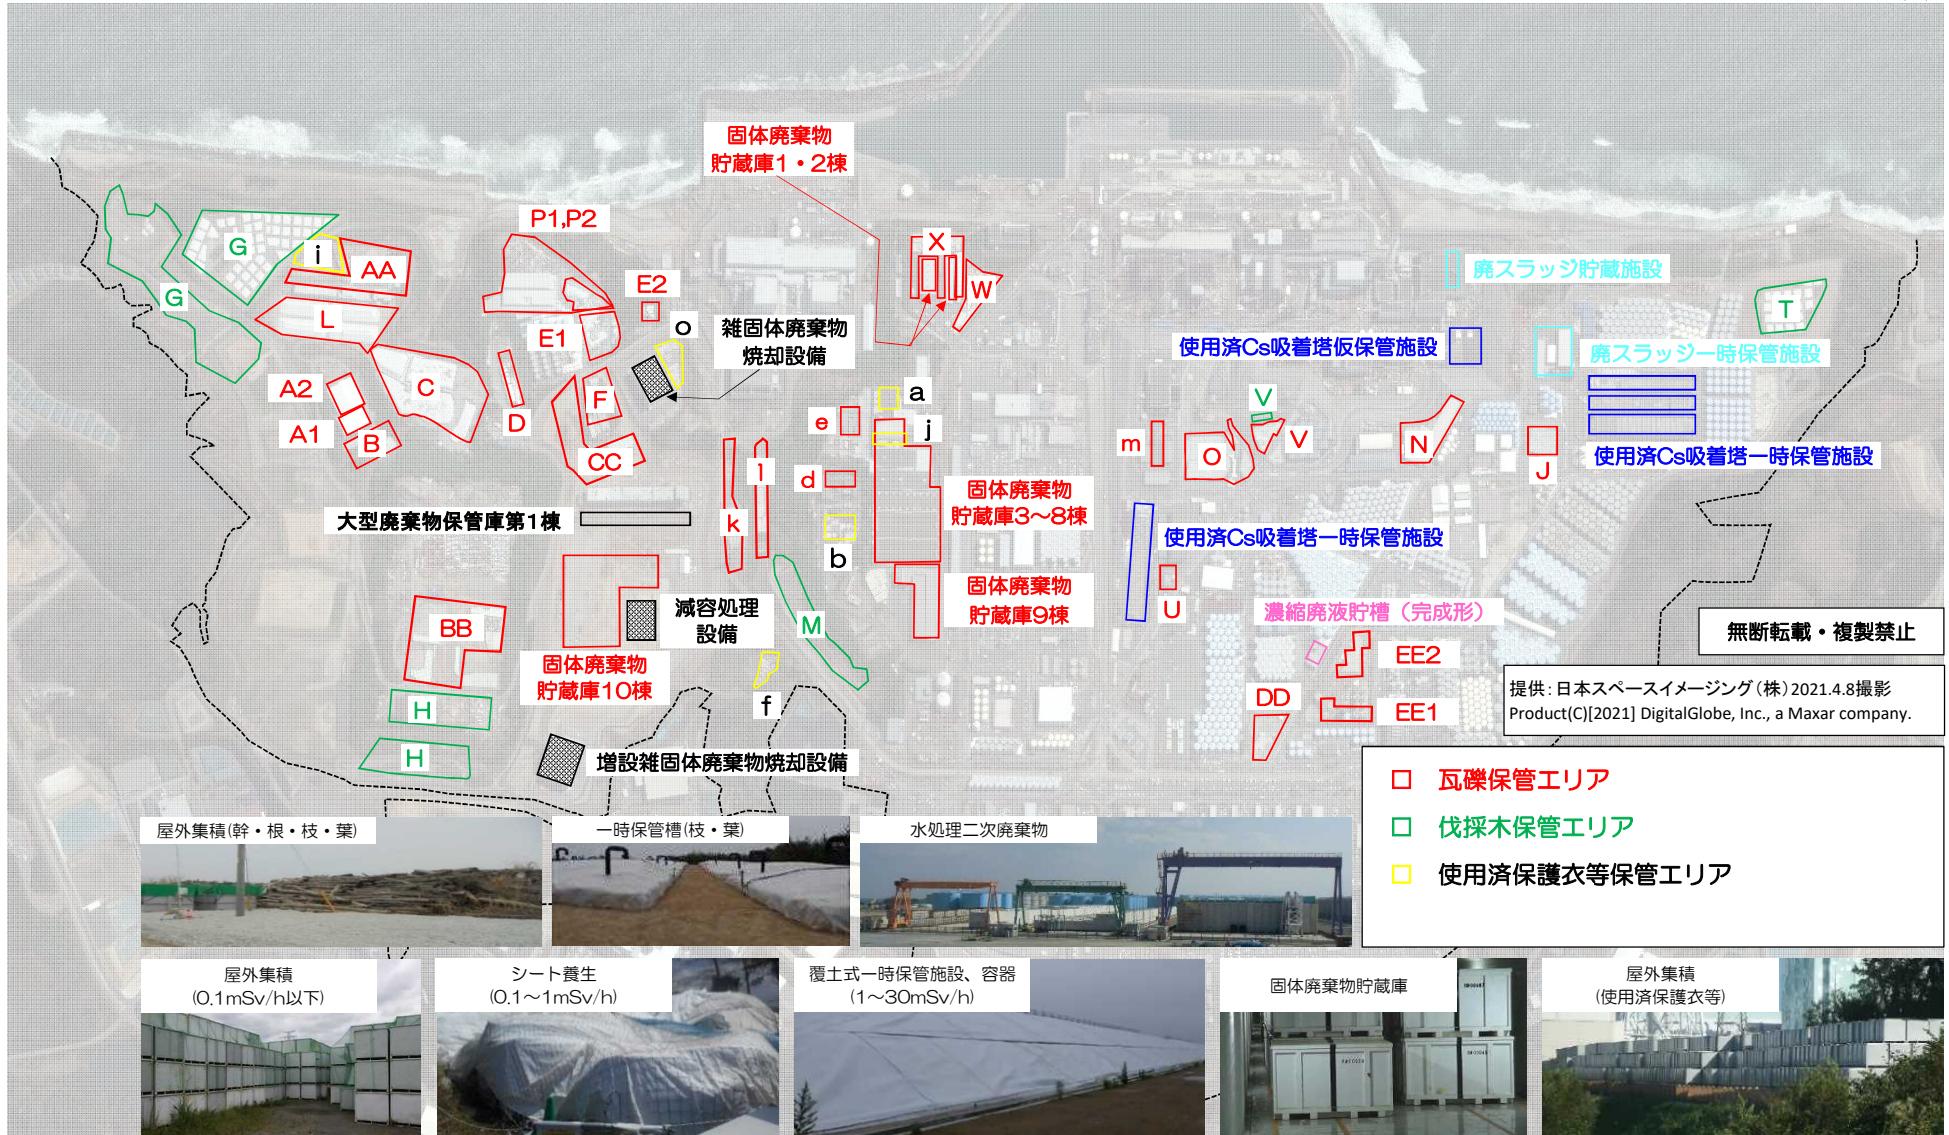 固体廃棄物
貯蔵庫1・2棟
P1,P2
G
i
AA
X
W
廃スラッジ貯蔵施設
G
E2
T
L
o
雑固体廃棄物
焼却設備
E1
使用済Cs吸着塔仮保管施設
廃スラッジ一時保管施設
A2
C
F
a
V
A1
B
D
e
j
m
O
V
N
CC
l
使用済Cs吸着塔一時保管施設
J
d
固体廃棄物
貯蔵庫3～8棟
大型廃棄物保管庫第1棟
k
使用済Cs吸着塔一時保管施設
b
固体廃棄物
貯蔵庫9棟
U
減容処理
設備
M
濃縮廃液貯槽（完成形）
BB
無断転載・複製禁止
EE2
固体廃棄物
貯蔵庫10棟
提供：日本スペースイメージング（株）2021.4.8撮影
Product(C)[2021] DigitalGlobe, Inc., a Maxar company.
f
DD
EE1
H
H
増設雑固体廃棄物焼却設備
瓦礫保管エリア
伐採木保管エリア
使用済保護衣等保管エリア
屋外集積(幹・根・枝・葉)
一時保管槽(枝・葉)
水処理二次廃棄物
屋外集積
(0.1mSv/h以下)
シート養生
(0.1～1mSv/h)
覆土式一時保管施設、容器
(1～30mSv/h)
固体廃棄物貯蔵庫
屋外集積
(使用済保護衣等)